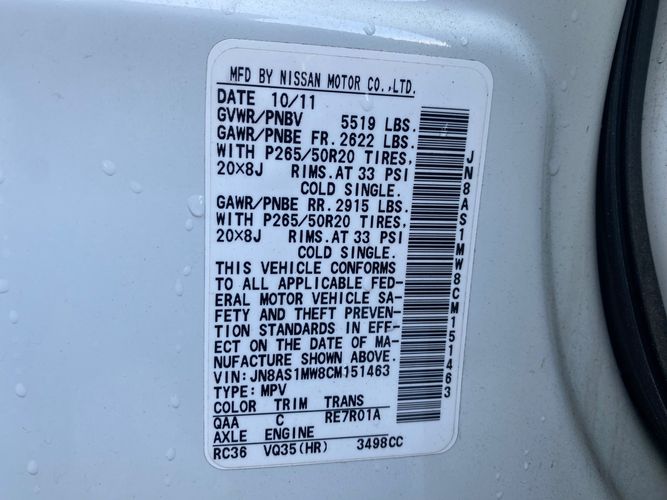 MFD BY NISSAN MOTOR CO.,LTD.
DATE 10/11
GVWR/PNBV 5519 LBS.
GAWR/PNBE FR. 2622 LBS.
WITH P265/50R20 TIRES,
20X8J RIMS.AT 33 PSI
COLD SINGLE.
GAWR/PNBE RR. 2915 LBS.
WITH P265/50R20 TIRES,
20X8J RIMS.AT 33 PSI
COLD SINGLE.
THIS VEHICLE CONFORMS
TO ALL APPLICABLE FED-
ERAL MOTOR VEHICLE SA-
FETY AND THEFT PREVEN-
TION STANDARDS IN EFF-
ECT ON THE DATE OF MA-
NUFACTURE SHOWN ABOVE.
VIN:JN8AS1MW8CM151463
TYPE:MPV
COLOR TRIM TRANS
QAA C RE7R01A
AXLE ENGINE
RC36 VQ35(HR) 3498CC
JN8AS1MW8CM151463